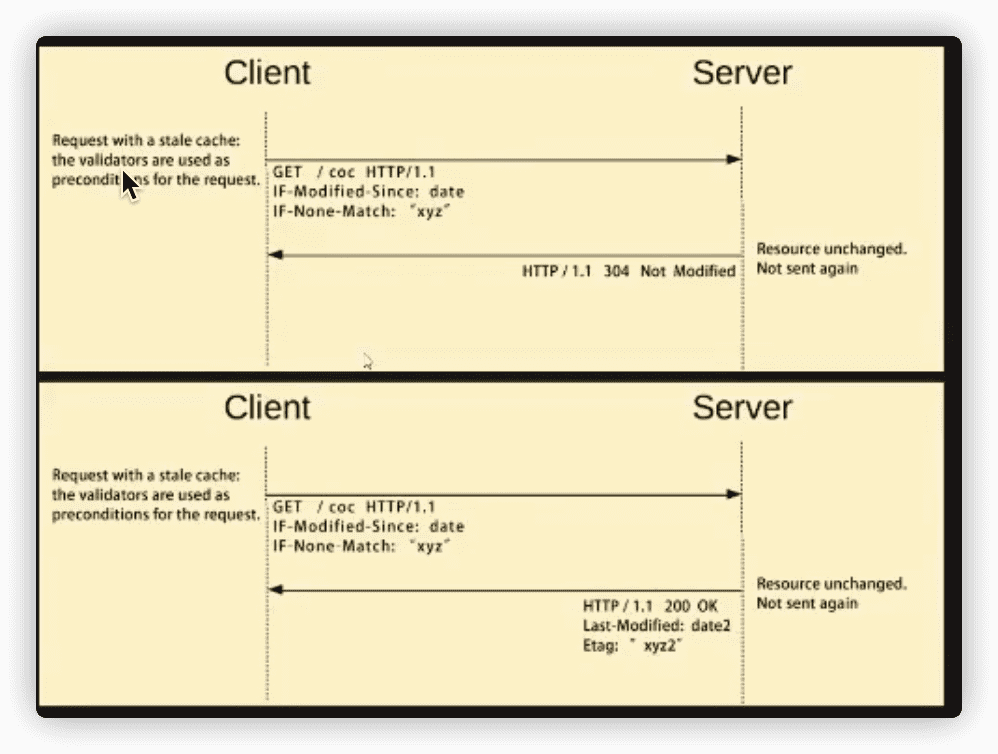 Client
Server
Request with a stale cache:
the validators are used as
preconditions for the request.
GET / coc HTTP/1.1
IF-Modified-Since: date
IF-None-Match: "xyz"
Resource unchanged.
Not sent again
HTTP / 1.1 304 Not Modified
Client
Server
Request with a stale cache:
the validators are used as
preconditions for the request.
GET / coc HTTP/1.1
IF-Modified-Since: date
IF-None-Match: "xyz"
Resource unchanged.
Not sent again
HTTP / 1.1 200 OK
Last-Modified: date2
Etag: " xyz2"